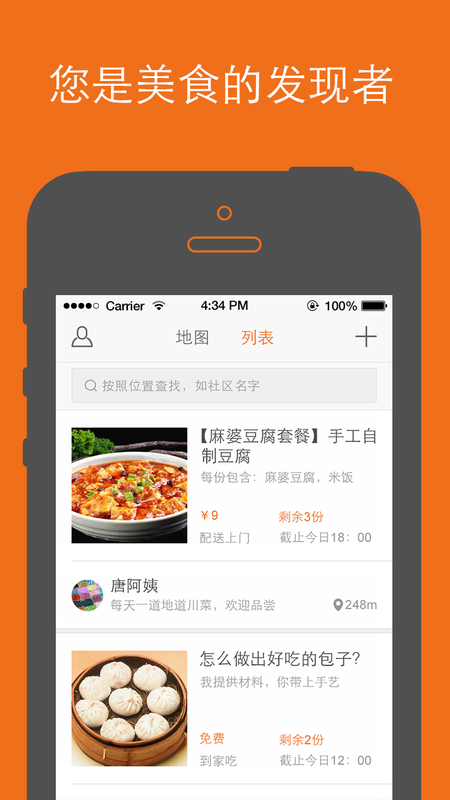 您是美食的发现者
Carrier 4:34 PM 100%
地图 列表
按照位置查找，如社区名字
【麻婆豆腐套餐】手工自
制豆腐
每份包含：麻婆豆腐，米饭
￥9 剩余3份
配送上门 截止今日18：00
唐阿姨
每天一道地道川菜，欢迎品尝 248m
怎么做出好吃的包子？
我提供材料，你带上手艺
免费 剩余2份
到家吃 截止今日12：00